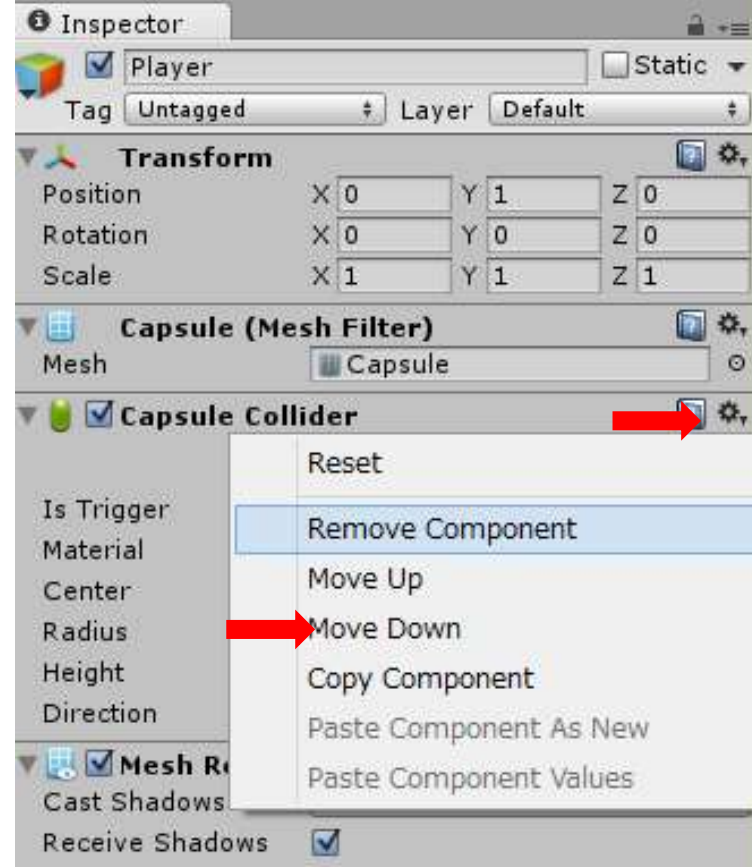 Inspector
Player Static
Tag Untagged Layer Default
Transform
Position X 0 Y 1 Z 0
Rotation X 0 Y 0 Z 0
Scale X 1 Y 1 Z 1
Capsule (Mesh Filter)
Mesh Capsule
Capsule Collider
Reset
Is Trigger
Remove Component
Material
Center
Move Up
Radius
Move Down
Height
Copy Component
Direction
Paste Component As New
Mesh R
Paste Component Values
Cast Shadows
Receive Shadows